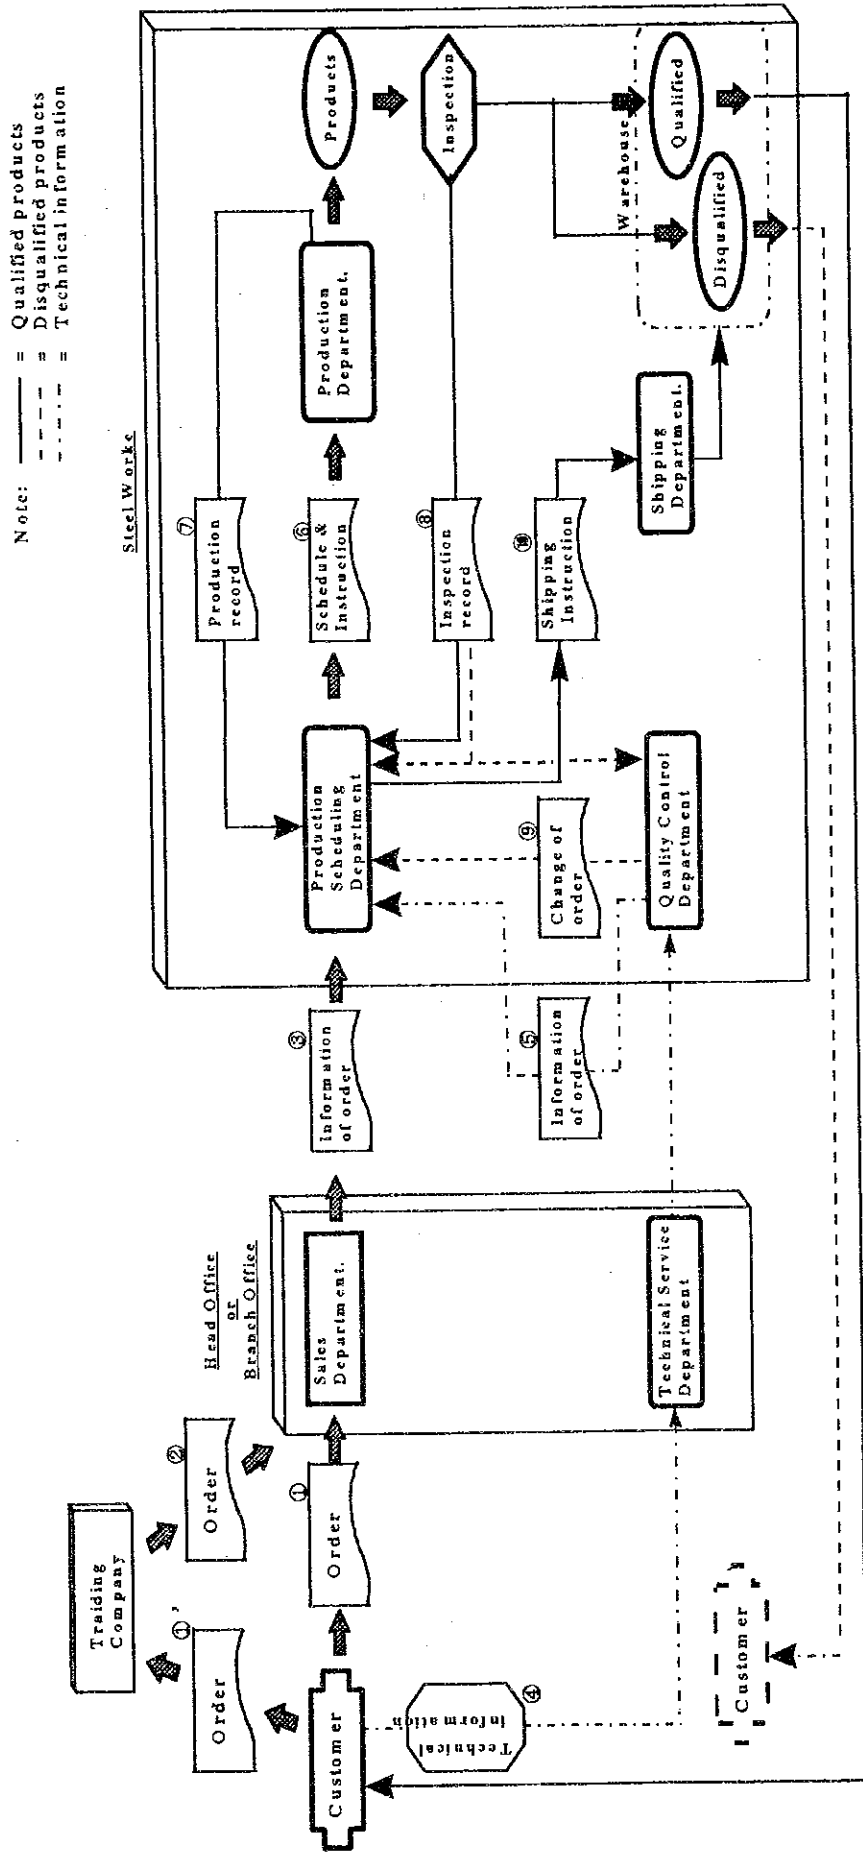 Note: ——— = Qualified products
- - - - = Disqualified products
- · - · - = Technical information
Steel Worke
Head Office
or
Branch Office
Traiding
Company
①’
Order
②
Order
Customer
①
Order
Sales
Department.
③
Information
of order
Production
Scheduling
Department
⑦
Production
record
⑥
Schedule &
Instruction
Production
Department.
Products
⑧
Inspection
record
Inspection
④
Technical
information
Technical Service
Department
⑤
Information
of order
⑨
Change of
order
Quality Control
Department
⑩
Shipping
Instruction
Shipping
Department.
Warehouse
Disqualified
Qualified
Customer